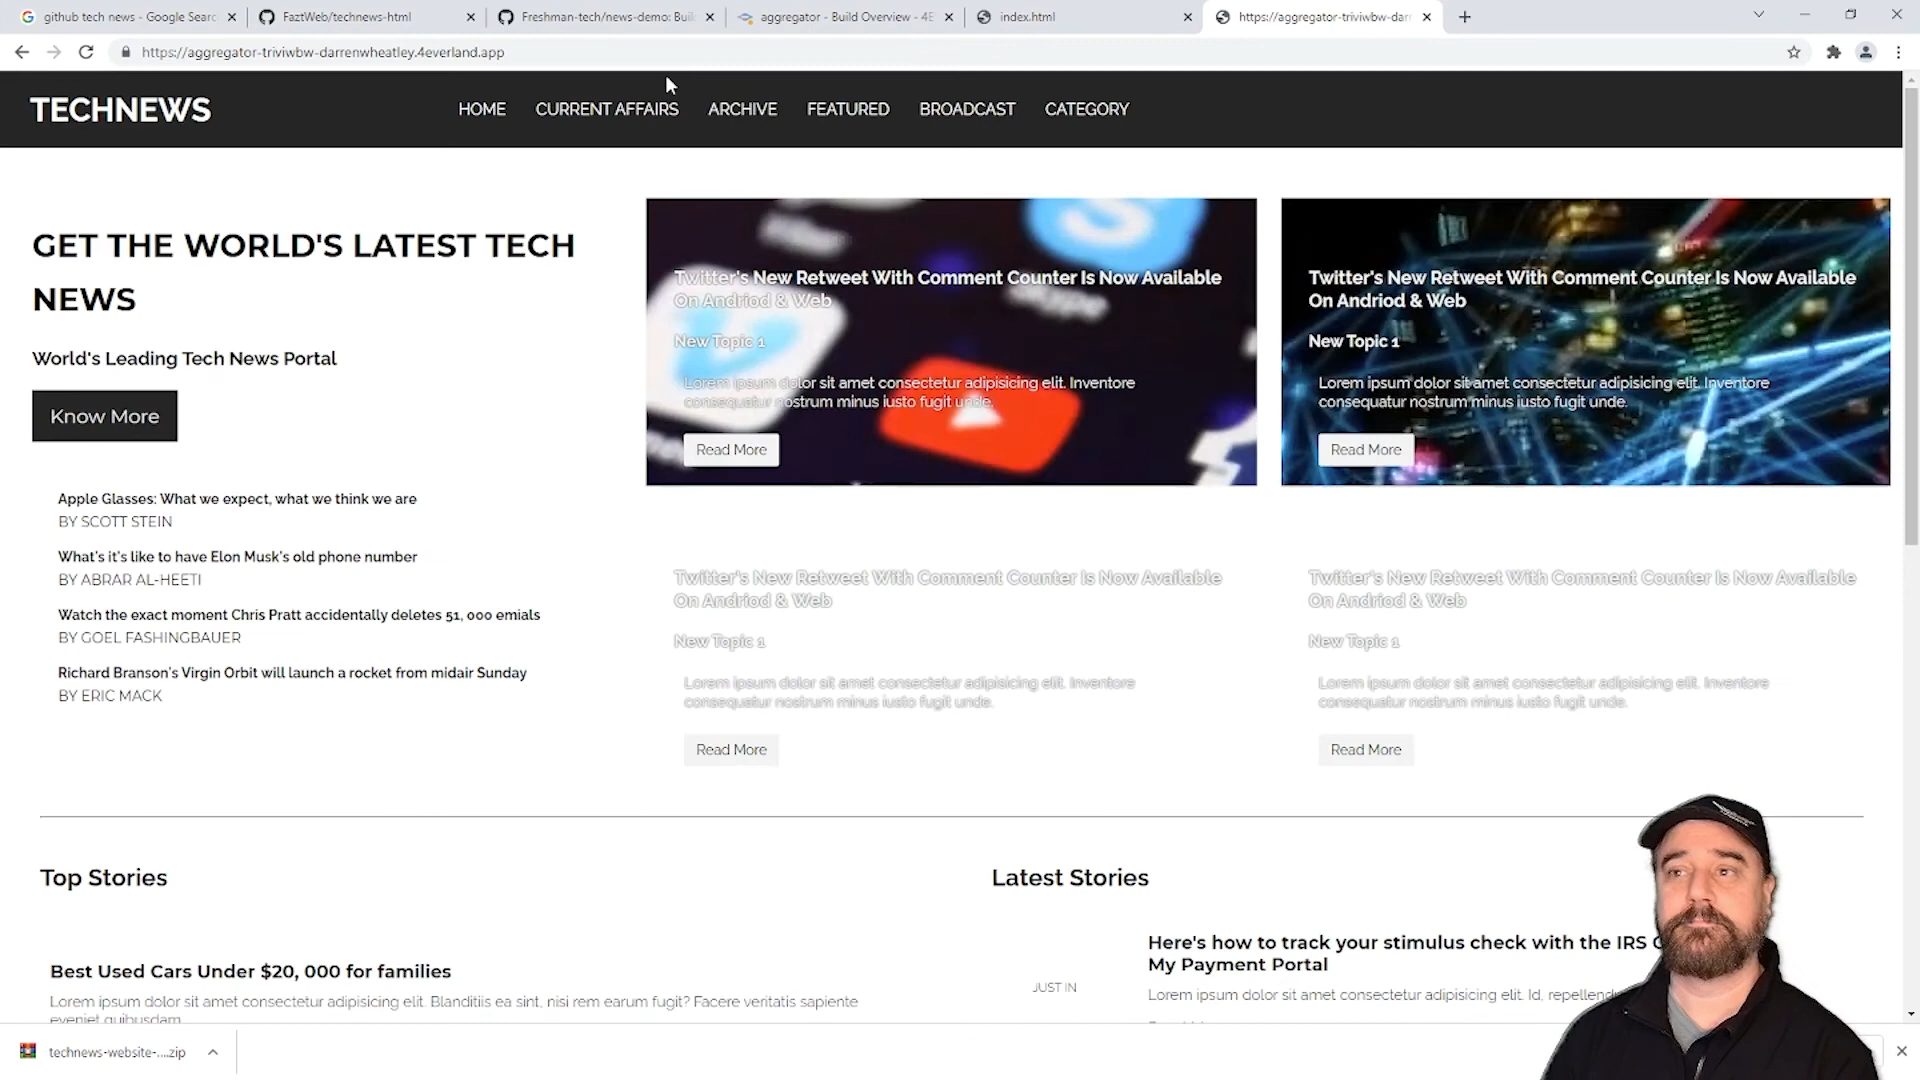 github tech news - Google Searc
FaztWeb/technews-html
Freshman-tech/news-demo: Buil
aggregator - Build Overview - 4E
index.html
https://aggregator-triviwbw-darr
https://aggregator-triviwbw-darrenwheatley.4everland.app
TECHNEWS
HOME
CURRENT AFFAIRS
ARCHIVE
FEATURED
BROADCAST
CATEGORY
GET THE WORLD'S LATEST TECH
NEWS
World's Leading Tech News Portal
Know More
Apple Glasses: What we expect, what we think we are
BY SCOTT STEIN
What's it's like to have Elon Musk's old phone number
BY ABRAR AL-HEETI
Watch the exact moment Chris Pratt accidentally deletes 51, 000 emials
BY GOEL FASHINGBAUER
Richard Branson's Virgin Orbit will launch a rocket from midair Sunday
BY ERIC MACK
Twitter's New Retweet With Comment Counter Is Now Available
On Andriod & Web
New Topic 1
Lorem ipsum dolor sit amet consectetur adipisicing elit. Inventore
consequatur nostrum minus iusto fugit unde.
Read More
Twitter's New Retweet With Comment Counter Is Now Available
On Andriod & Web
New Topic 1
Lorem ipsum dolor sit amet consectetur adipisicing elit. Inventore
consequatur nostrum minus iusto fugit unde.
Read More
Twitter's New Retweet With Comment Counter Is Now Available
On Andriod & Web
New Topic 1
Lorem ipsum dolor sit amet consectetur adipisicing elit. Inventore
consequatur nostrum minus iusto fugit unde.
Read More
Twitter's New Retweet With Comment Counter Is Now Available
On Andriod & Web
New Topic 1
Lorem ipsum dolor sit amet consectetur adipisicing elit. Inventore
consequatur nostrum minus iusto fugit unde.
Read More
Top Stories
Best Used Cars Under $20, 000 for families
Lorem ipsum dolor sit amet consectetur adipisicing elit. Blanditiis ea sint, nisi rem earum fugit? Facere veritatis sapiente
eveniet quibusdam
Latest Stories
JUST IN
Here's how to track your stimulus check with the IRS
My Payment Portal
Lorem ipsum dolor sit amet consectetur adipisicing elit. Id, repellend
technews-website-....zip